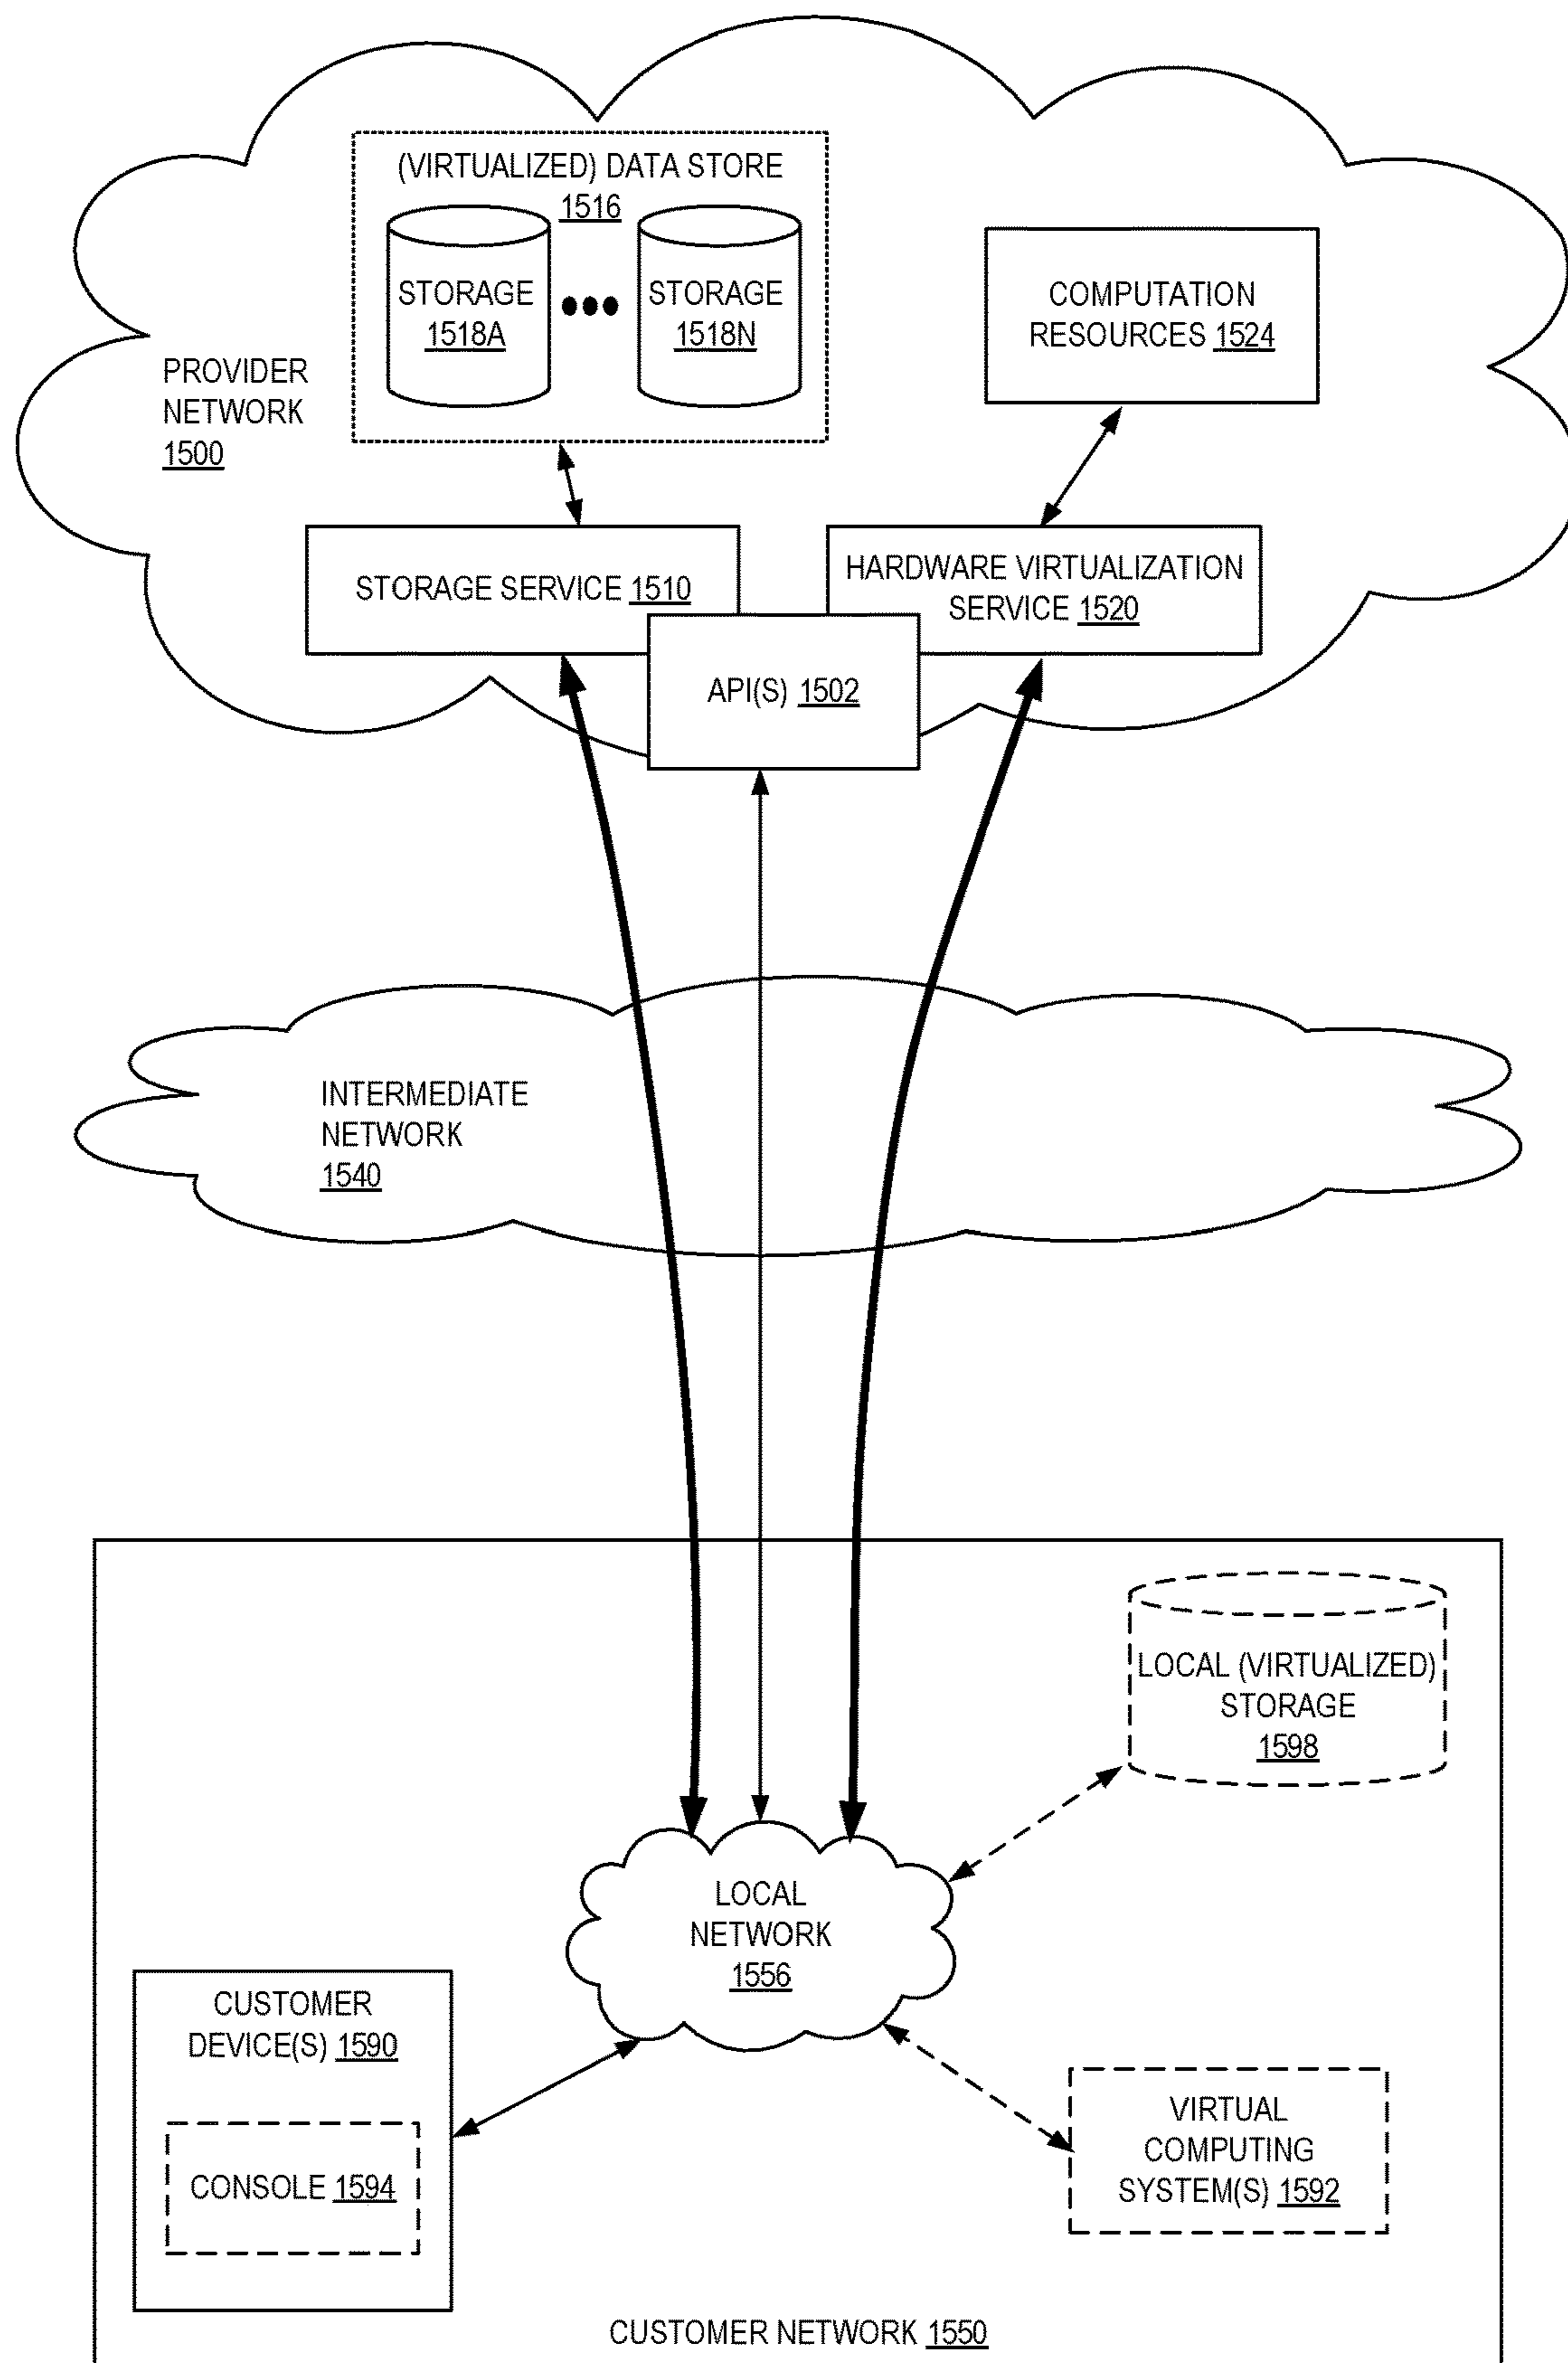 (VIRTUALIZED) DATA STORE
1516
STORAGE
1518A
STORAGE
1518N
COMPUTATION
RESOURCES 1524
PROVIDER
NETWORK
1500
STORAGE SERVICE 1510
HARDWARE VIRTUALIZATION
SERVICE 1520
API(S) 1502
INTERMEDIATE
NETWORK
1540
LOCAL (VIRTUALIZED)
STORAGE
1598
LOCAL
NETWORK
1556
CUSTOMER
DEVICE(S) 1590
CONSOLE 1594
VIRTUAL
COMPUTING
SYSTEM(S) 1592
CUSTOMER NETWORK 1550